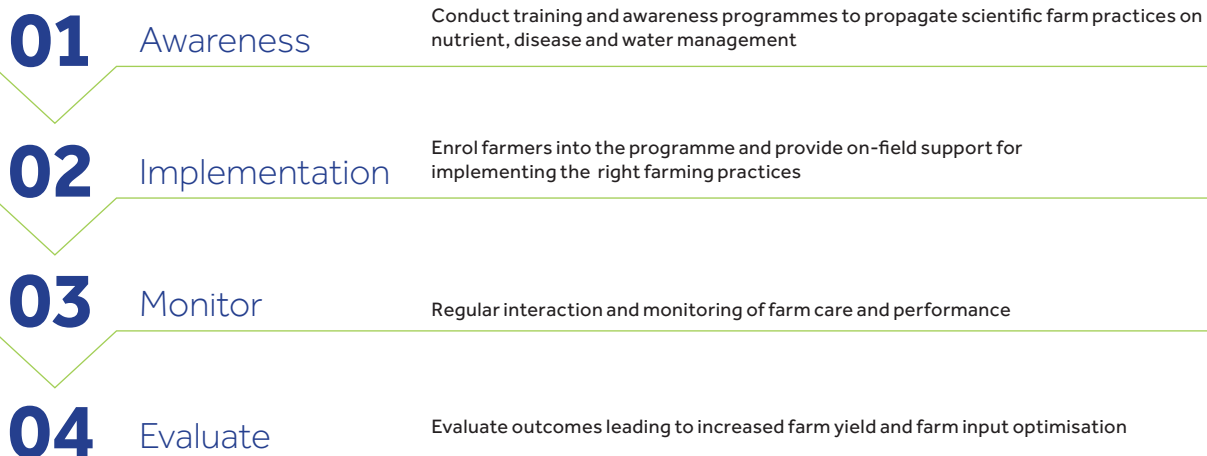 01
Awareness
Conduct training and awareness programmes to propagate scientific farm practices on
nutrient, disease and water management
02
Implementation
Enrol farmers into the programme and provide on-field support for
implementing the right farming practices
03
Monitor
Regular interaction and monitoring of farm care and performance
04
Evaluate
Evaluate outcomes leading to increased farm yield and farm input optimisation